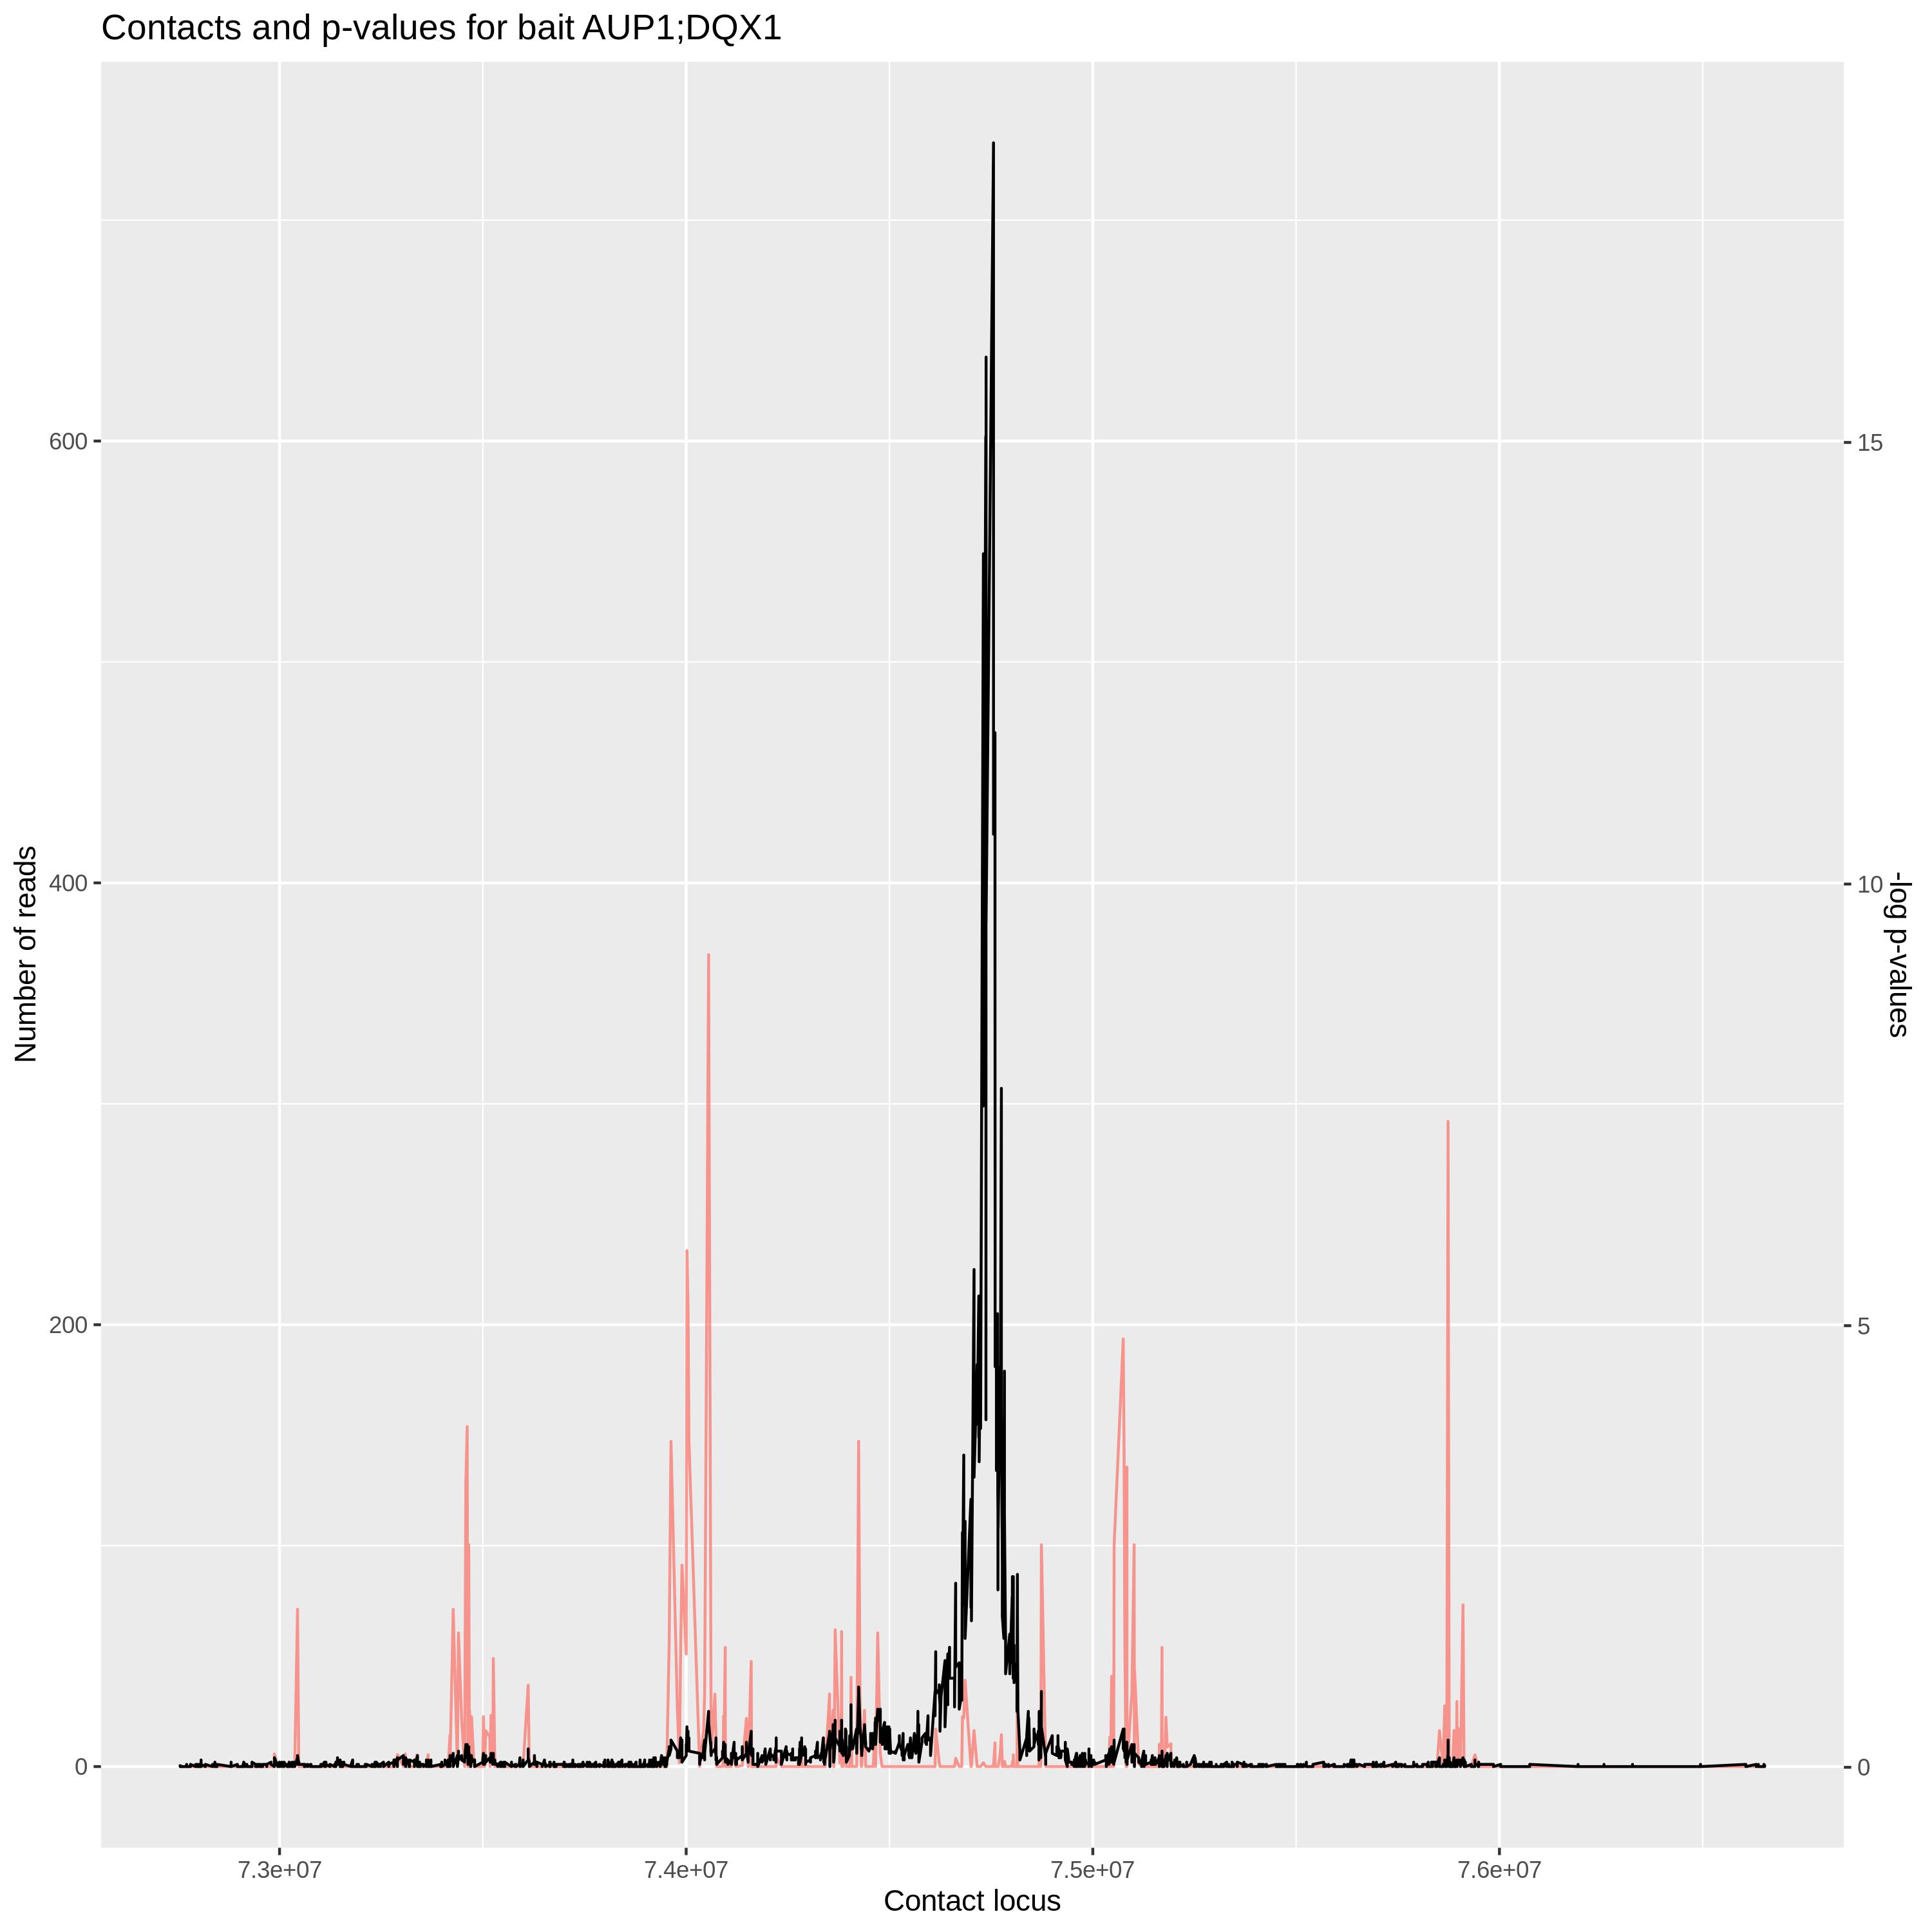 Contacts and p-values for bait AUP1;DQX1
600
400
200
0
Number of reads
15
10
5
0
-log p-values
7.3e+07 7.4e+07 7.5e+07 7.6e+07
Contact locus